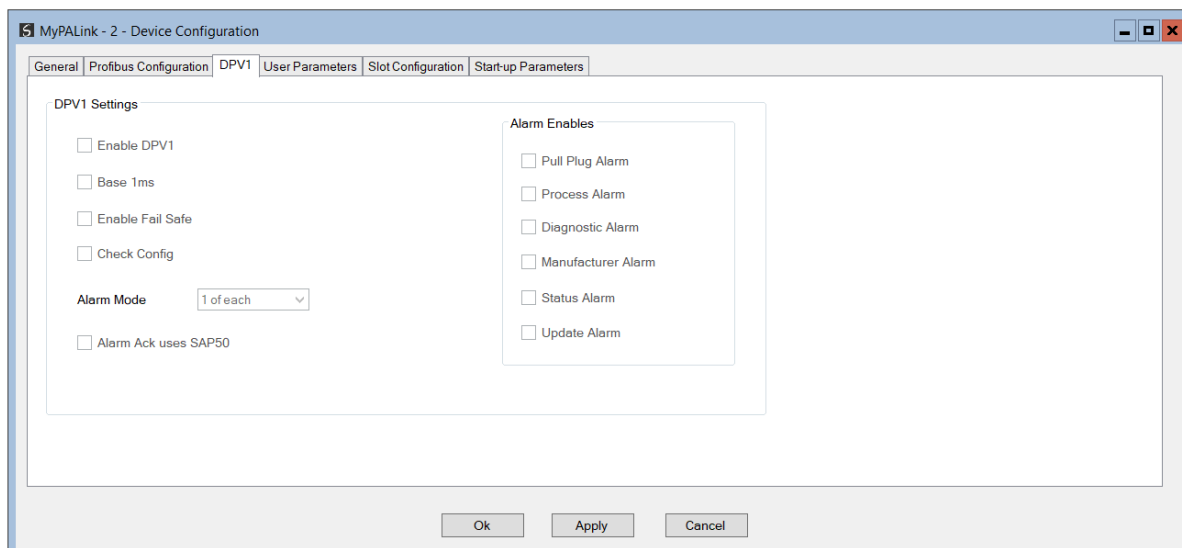 MyPALink - 2 - Device Configuration
General Profibus Configuration DPV1 User Parameters Slot Configuration Start-up Parameters
DPV1 Settings
Enable DPV1
Base 1ms
Enable Fail Safe
Check Config
Alarm Mode 1 of each
Alarm Ack uses SAP50
Alarm Enables
Pull Plug Alarm
Process Alarm
Diagnostic Alarm
Manufacturer Alarm
Status Alarm
Update Alarm
Ok Apply Cancel